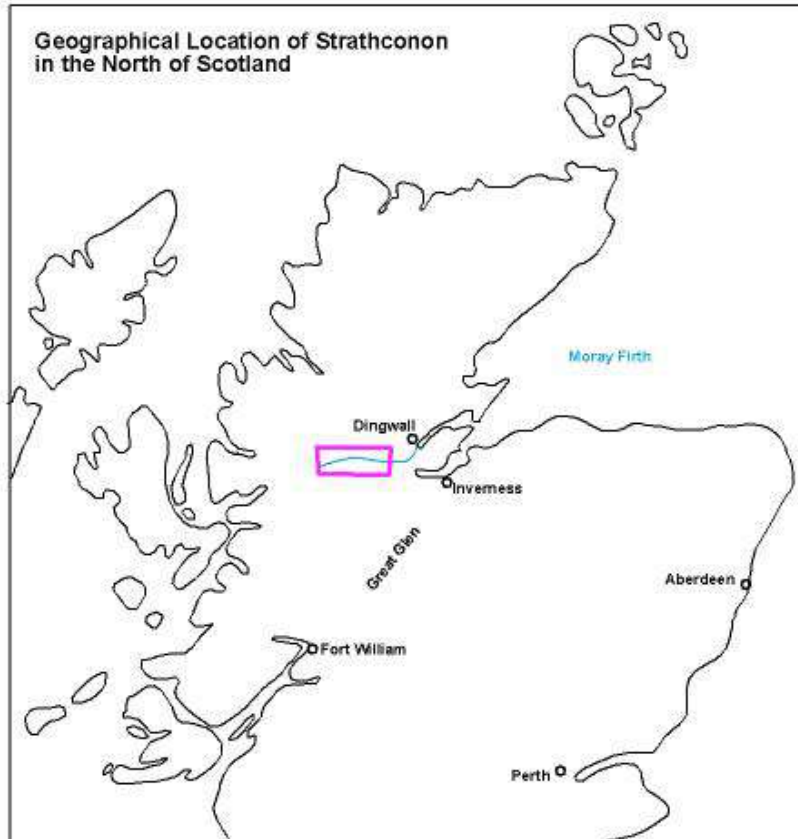 Geographical Location of Strathconon
in the North of Scotland
Moray Firth
Dingwall
Inverness
Great Glen
Aberdeen
Fort William
Perth